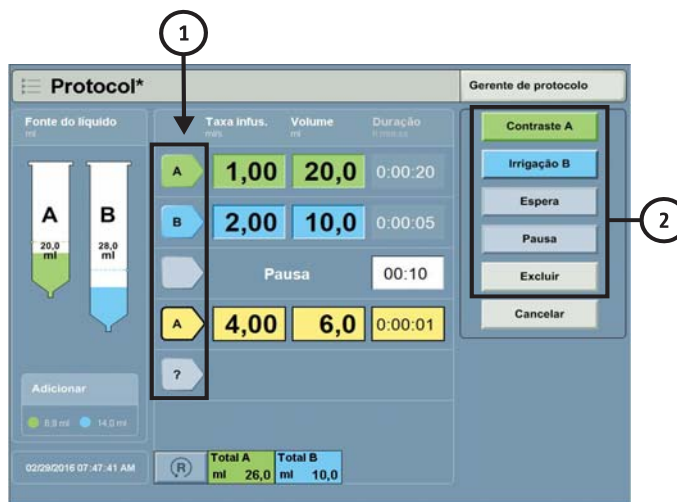 1
Protocol*
Gerente de protocolo
Fonte do líquido
ml
Taxa infus.
ml/s
Volume
ml
Duração
Contraste A
A 1,00 20,0 0:00:20
Irrigação B
A
B
20,0
ml
28,0
ml
B 2,00 10,0 0:00:05
Espera
2
Pausa
Pausa 00:10
Excluir
A 4,00 6,0 0:00:01
Cancelar
?
Adicionar
14,0 ml
02/29/2016 07:47:41 AM
R
Total A
ml 26,0
Total B
ml 10,0